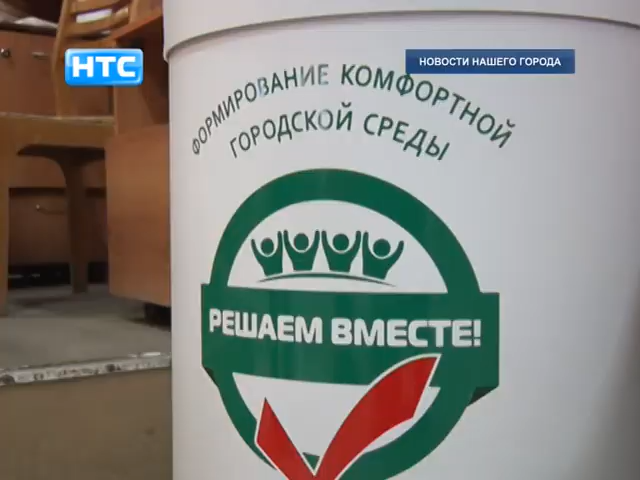 НТС
НОВОСТИ НАШЕГО ГОРОДА
ФОРМИРОВАНИЕ КОМФОРТНОЙ
ГОРОДСКОЙ СРЕДЫ
РЕШАЕМ ВМЕСТЕ!